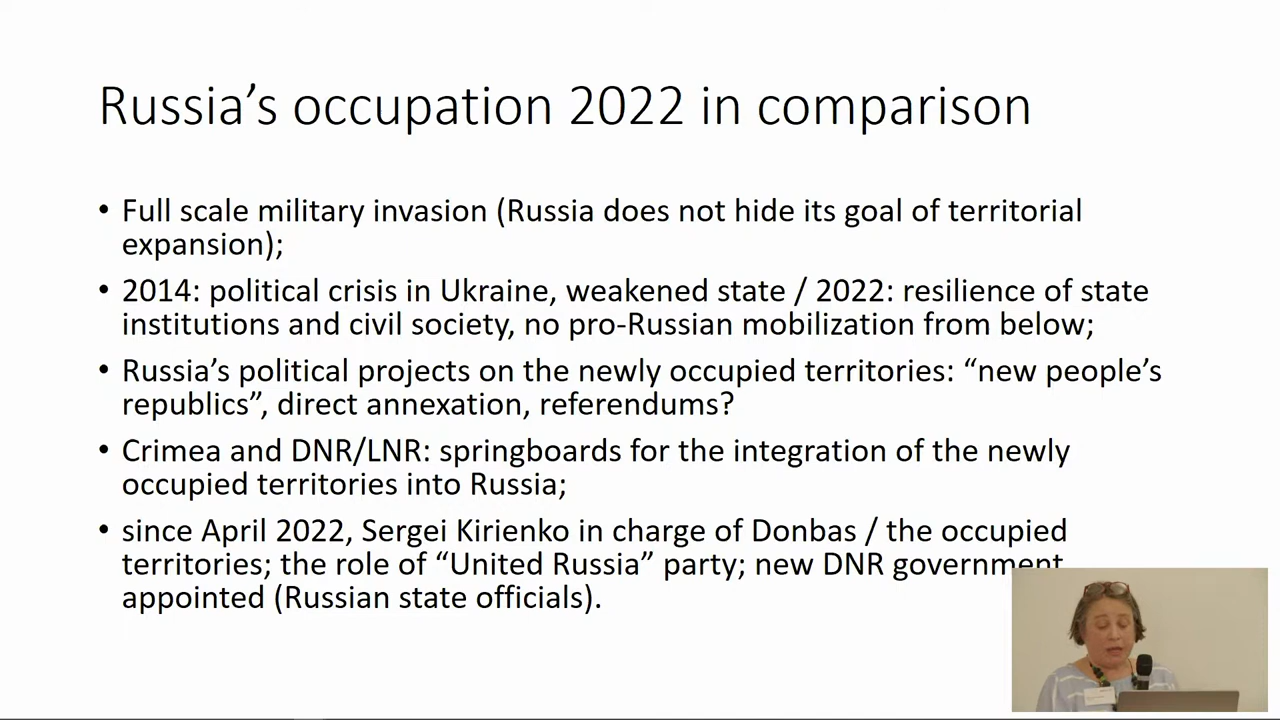 Russia’s occupation 2022 in comparison
• Full scale military invasion (Russia does not hide its goal of territorial
expansion);
• 2014: political crisis in Ukraine, weakened state / 2022: resilience of state
institutions and civil society, no pro-Russian mobilization from below;
• Russia’s political projects on the newly occupied territories: “new people’s
republics”, direct annexation, referendums?
• Crimea and DNR/LNR: springboards for the integration of the newly
occupied territories into Russia;
• since April 2022, Sergei Kirienko in charge of Donbas / the occupied
territories; the role of “United Russia” party; new DNR government
appointed (Russian state officials).